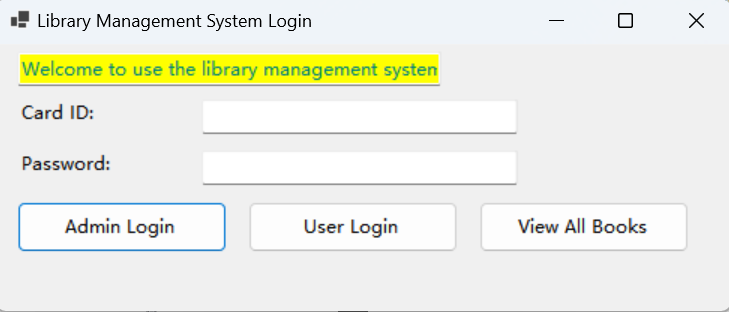 Library Management System Login
Welcome to use the library management system
Card ID:
Password:
Admin Login User Login View All Books